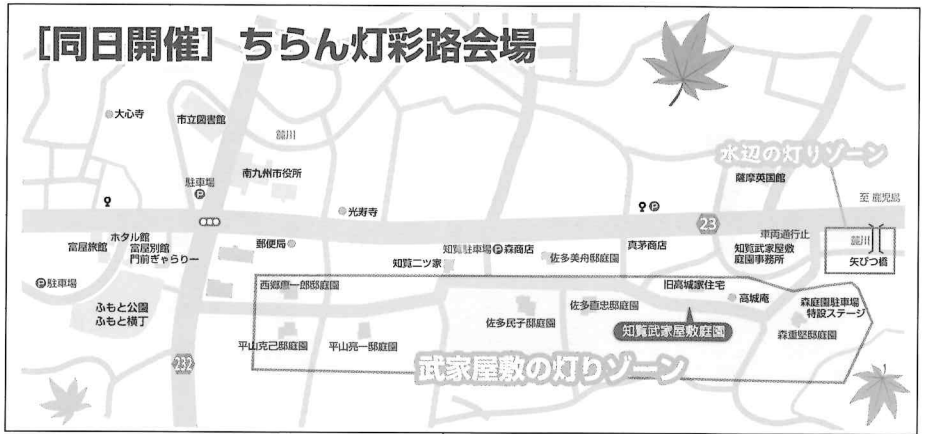 [同日開催] ちらん灯彩路会場
大心寺
市立図書館
麓川
水辺の灯りゾーン
駐車場
P
南九州市役所
薩摩英国館
至 鹿児島
光寿寺
P
23
ホタル館
富屋旅館
富屋別館
門前ぎゃらりー
郵便局
知覧駐車場 P 森商店
知覧二ツ家
佐多美舟邸庭園
真茅商店
車両通行止
知覧武家屋敷
庭園事務所
麓川
矢びつ橋
P 駐車場
西郷恵一郎邸庭園
旧高城家住宅
高城庵
ふもと公園
ふもと横丁
佐多直忠邸庭園
森庭園駐車場
特設ステージ
佐多民子邸庭園
知覧武家屋敷庭園
森重堅邸庭園
平山克己邸庭園
平山亮一邸庭園
232
武家屋敷の灯りゾーン